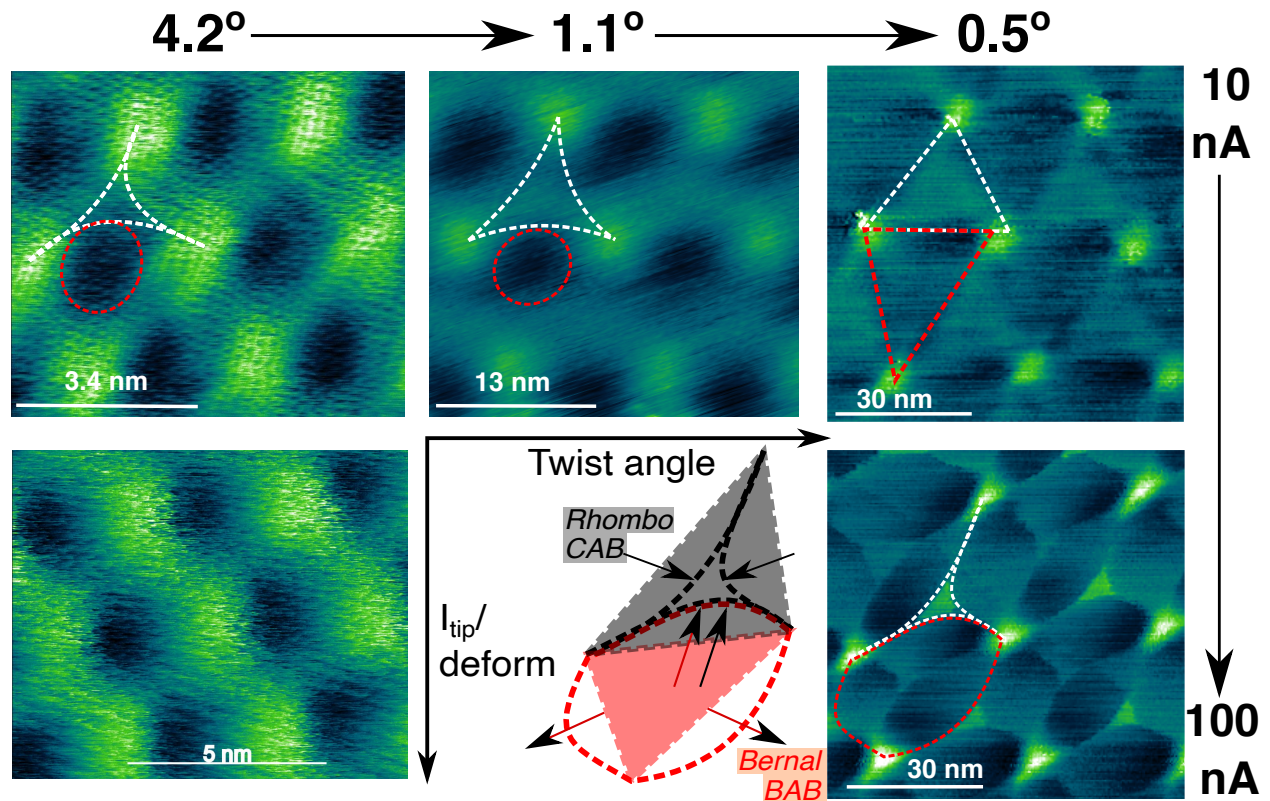 4.2º
1.1º
0.5º
10
nA
3.4 nm
13 nm
30 nm
Twist angle
Rhombo
CAB
I_tip/
deform
Bernal
BAB
5 nm
30 nm
100
nA